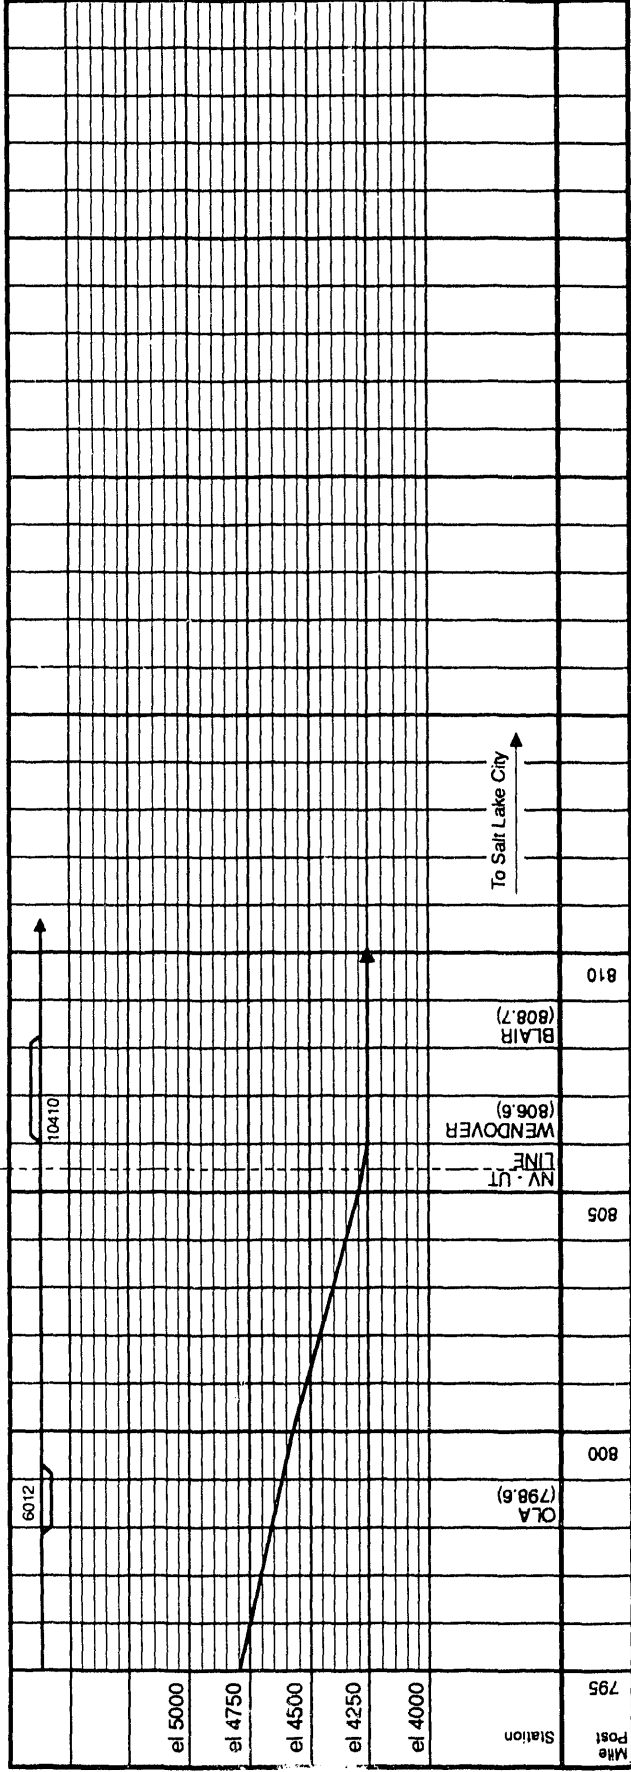 6012
10410
el 5000
el 4750
el 4500
el 4250
el 4000
To Salt Lake City
Station
OLA
(798.6)
NV - UT
LINE
WENDOVER
(806.6)
BLAIR
(808.7)
Mile
Post
795
800
805
810